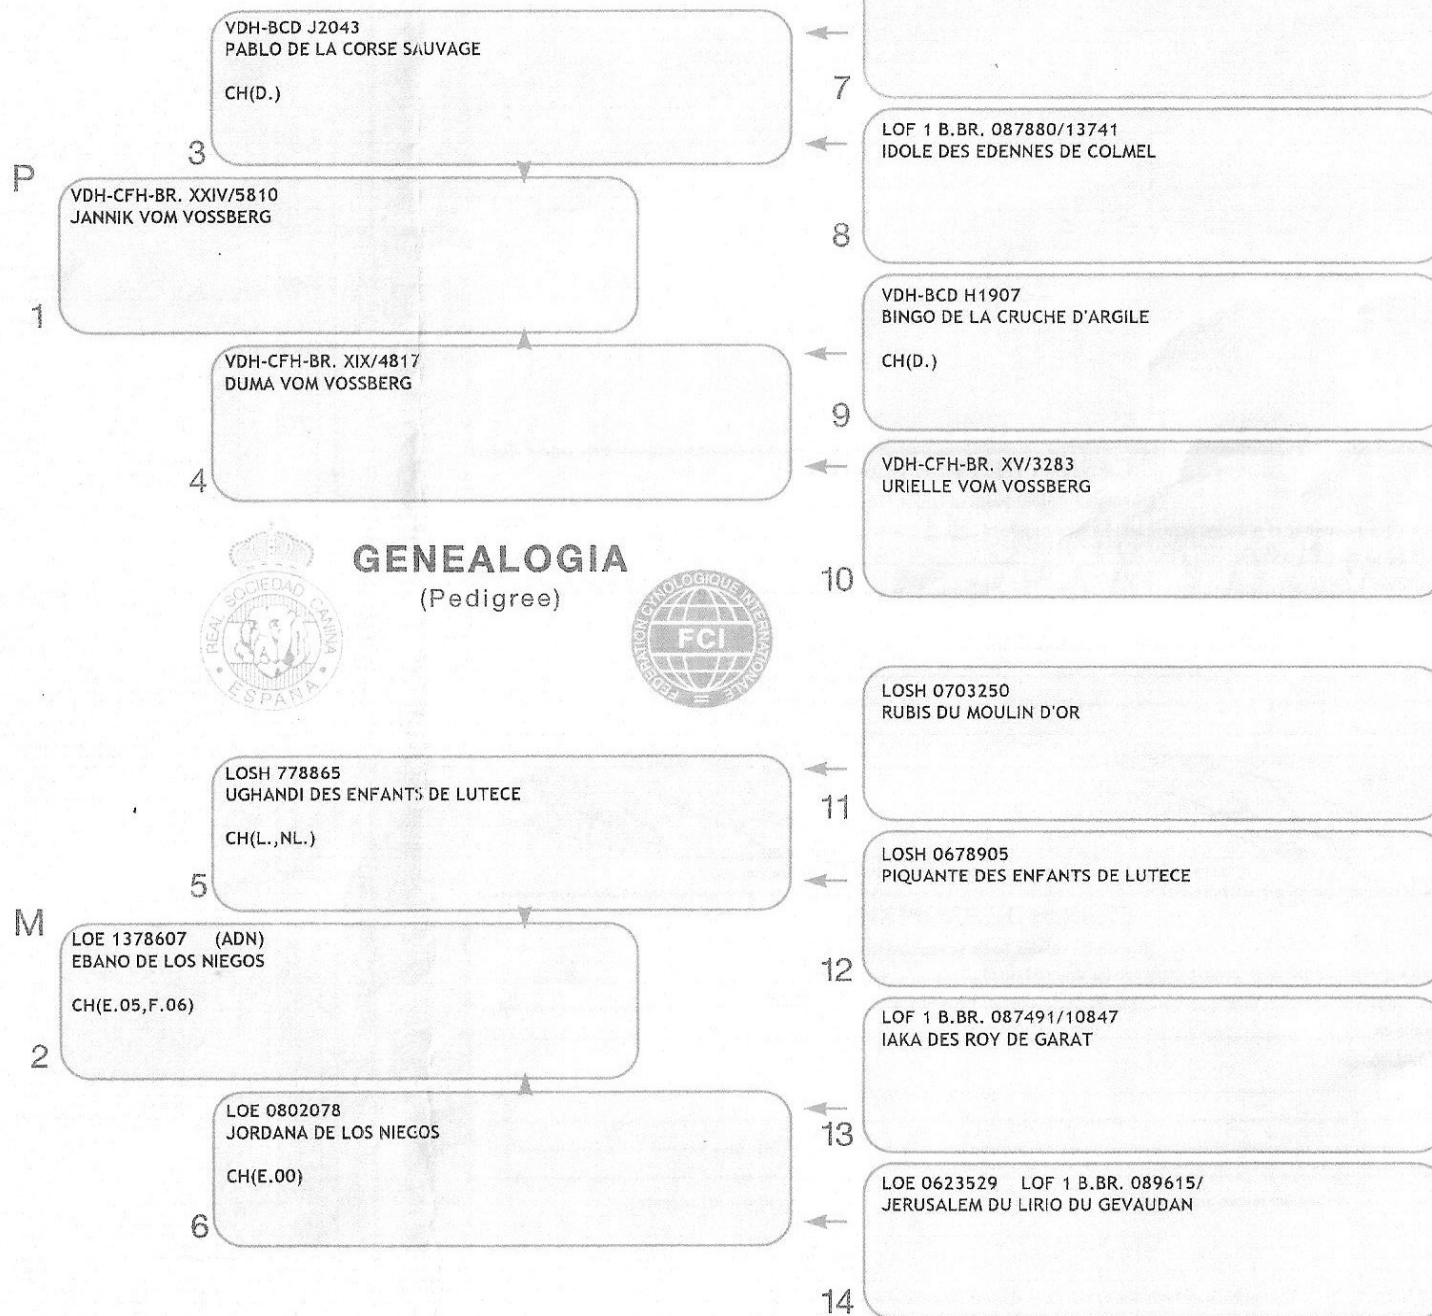 VDH-BCD J2043
PABLO DE LA CORSE SAUVAGE
CH(D.)
3
7
LOF 1 B.BR. 087880/13741
IDOLE DES EDENNES DE COLMEL
8
P
VDH-CFH-BR. XXIV/5810
JANNIK VOM VOSSBERG
1
VDH-BCD H1907
BINGO DE LA CRUCHE D'ARGILE
CH(D.)
9
VDH-CFH-BR. XIX/4817
DUMA VOM VOSSBERG
4
VDH-CFH-BR. XV/3283
URIELLE VOM VOSSBERG
10
GENEALOGIA
(Pedigree)
REAL SOCIEDAD CANINA
ESPAÑA
FEDERATION CYNOLOGIQUE INTERNATIONALE
FCI
LOSH 0703250
RUBIS DU MOULIN D'OR
11
LOSH 778865
UGHANDI DES ENFANTS DE LUTECE
CH(L.,NL.)
5
LOSH 0678905
PIQUANTE DES ENFANTS DE LUTECE
12
M
LOE 1378607 (ADN)
EBANO DE LOS NIEGOS
CH(E.05,F.06)
2
LOF 1 B.BR. 087491/10847
IAKA DES ROY DE GARAT
13
LOE 0802078
JORDANA DE LOS NIEGOS
CH(E.00)
6
LOE 0623529 LOF 1 B.BR. 089615/
JERUSALEM DU LIRIO DU GEVAUDAN
14